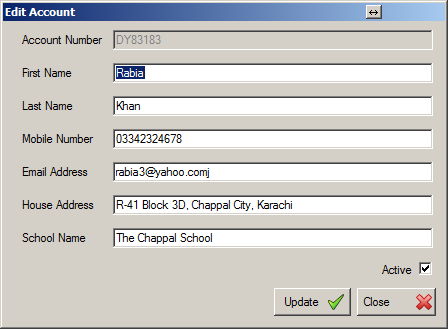 Edit Account
Account Number DY83183
First Name Rabia
Last Name Khan
Mobile Number 03342324678
Email Address rabia3@yahoo.comj
House Address R-41 Block 3D, Chappal City, Karachi
School Name The Chappal School
Active
Update Close